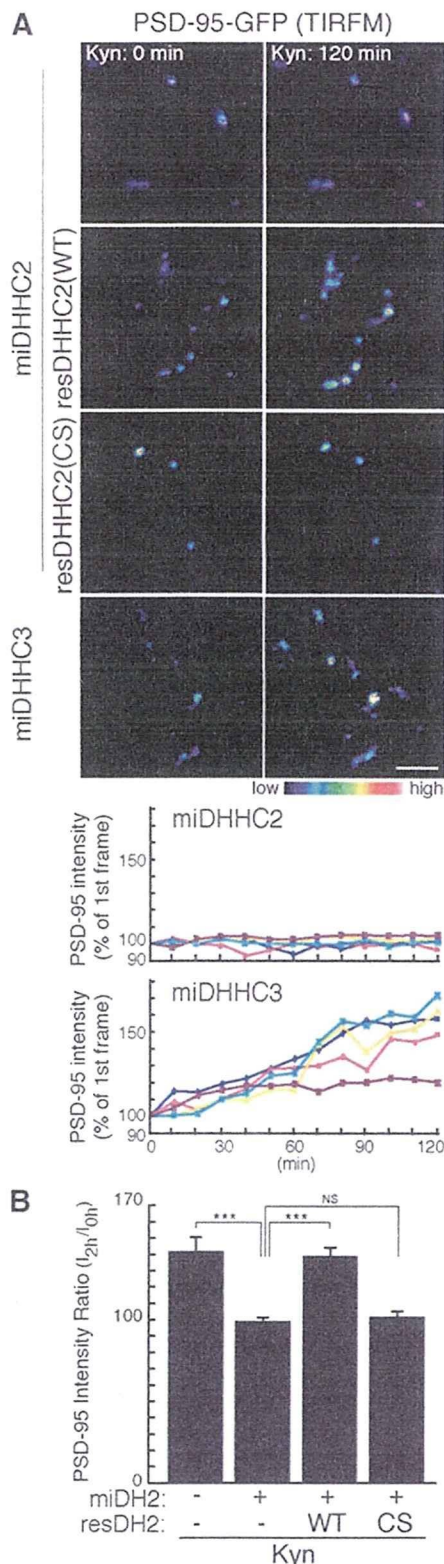 A
PSD-95-GFP (TIRFM)
Kyn: 0 min
Kyn: 120 min
miDHHC2
resDHHC2(WT)
resDHHC2(CS)
miDHHC3
low
high
miDHHC2
PSD-95 intensity
(% of 1st frame)
150
100
90
miDHHC3
PSD-95 intensity
(% of 1st frame)
150
100
90
0 30 60 90 120
(min)
B
PSD-95 Intensity Ratio (I2h/I0h)
170
100
0
***
***
NS
miDH2: - + + +
resDH2: - - WT CS
Kyn